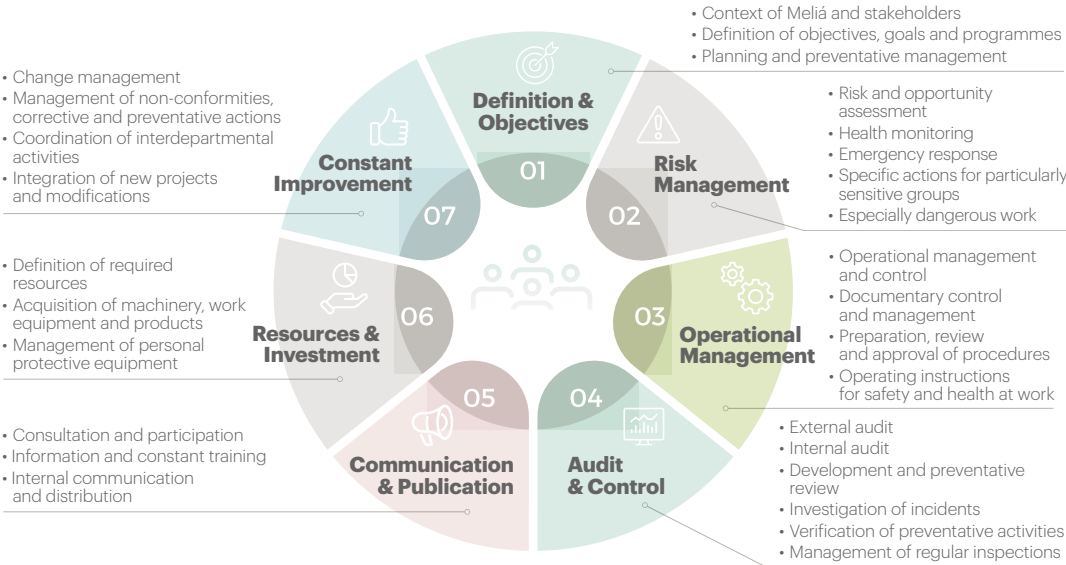 • Context of Meliá and stakeholders
• Definition of objectives, goals and programmes
• Planning and preventative management
Definition &
Objectives
01
• Risk and opportunity
assessment
• Health monitoring
• Emergency response
• Specific actions for particularly
sensitive groups
• Especially dangerous work
Risk
Management
02
• Operational management
and control
• Documentary control
and management
• Preparation, review
and approval of procedures
• Operating instructions
for safety and health at work
03
Operational
Management
• External audit
• Internal audit
• Development and preventative
review
• Investigation of incidents
• Verification of preventative activities
• Management of regular inspections
04
Audit
& Control
05
Communication
& Publication
• Consultation and participation
• Information and constant training
• Internal communication
and distribution
06
Resources &
Investment
• Definition of required
resources
• Acquisition of machinery, work
equipment and products
• Management of personal
protective equipment
Constant
Improvement
07
• Change management
• Management of non-conformities,
corrective and preventative actions
• Coordination of interdepartmental
activities
• Integration of new projects
and modifications